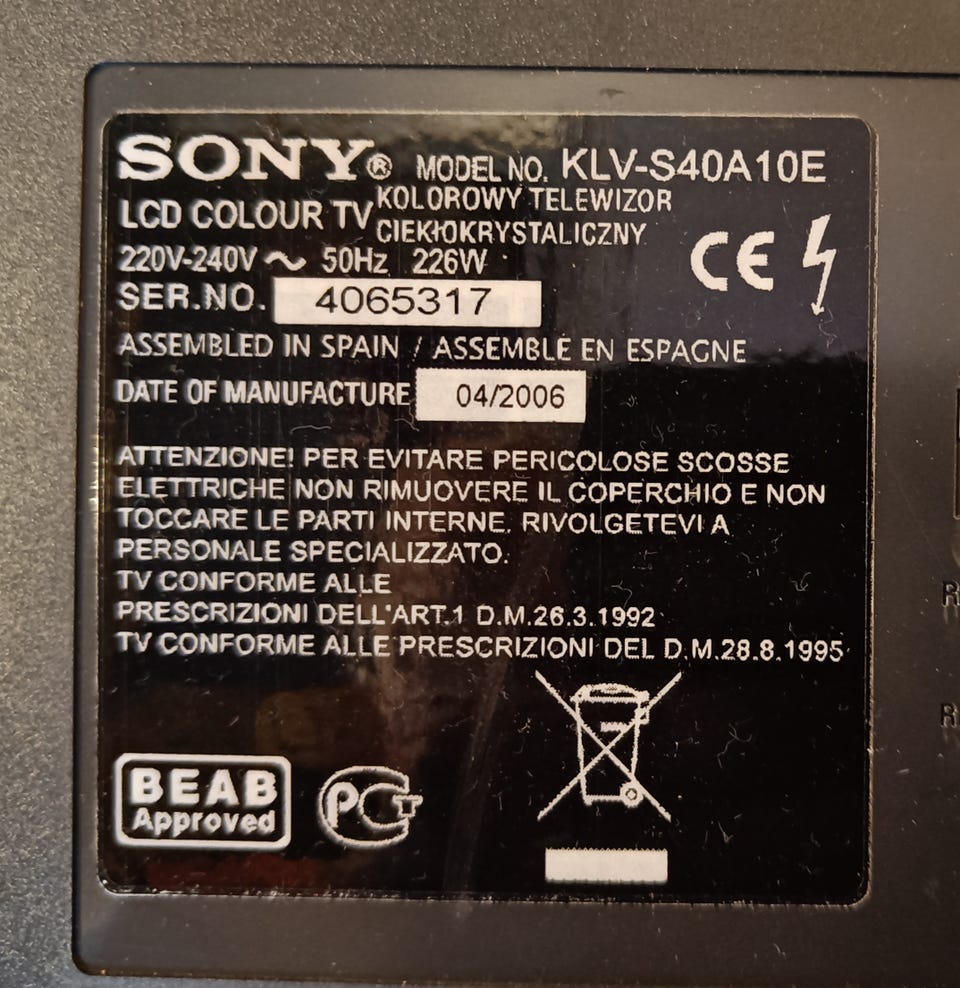 SONY® MODEL NO. KLV-S40A10E
LCD COLOUR TV KOLOROWY TELEWIZOR
CIEKŁOKRYSTALICZNY
220V-240V ~ 50Hz 226W
SER.NO. 4065317
ASSEMBLED IN SPAIN / ASSEMBLE EN ESPAGNE
DATE OF MANUFACTURE 04/2006
ATTENZIONE! PER EVITARE PERICOLOSE SCOSSE
ELETTRICHE NON RIMUOVERE IL COPERCHIO E NON
TOCCARE LE PARTI INTERNE. RIVOLGETEVI A
PERSONALE SPECIALIZZATO.
TV CONFORME ALLE
PRESCRIZIONI DELL'ART.1 D.M.26.3.1992
TV CONFORME ALLE PRESCRIZIONI DEL D.M.28.8.1995
CE
BEAB
Approved
PCT
R
R